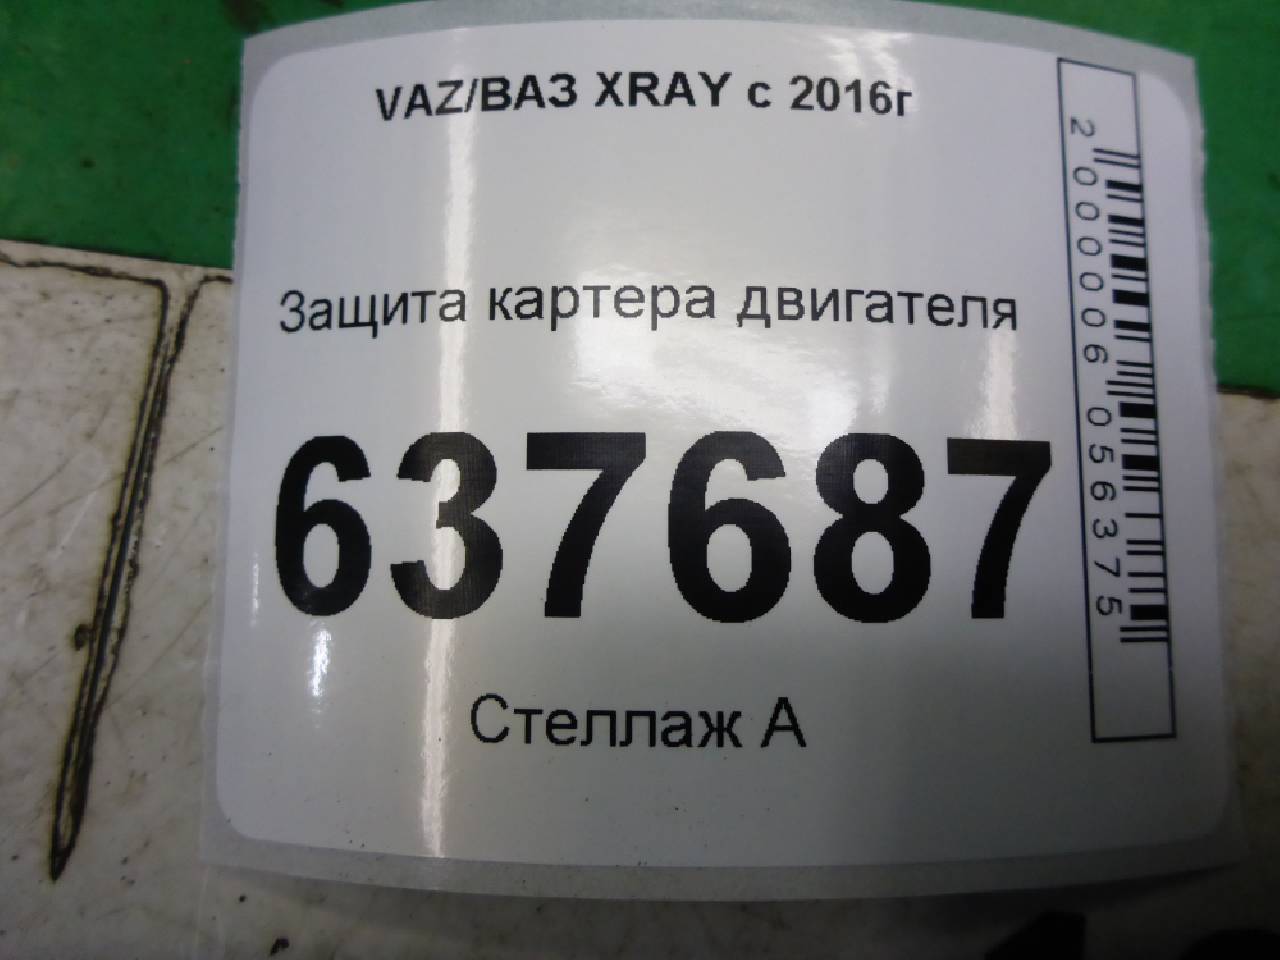 VAZ/ВАЗ XRAY с 2016г
Защита картера двигателя
637687
Стеллаж А
2000006056375